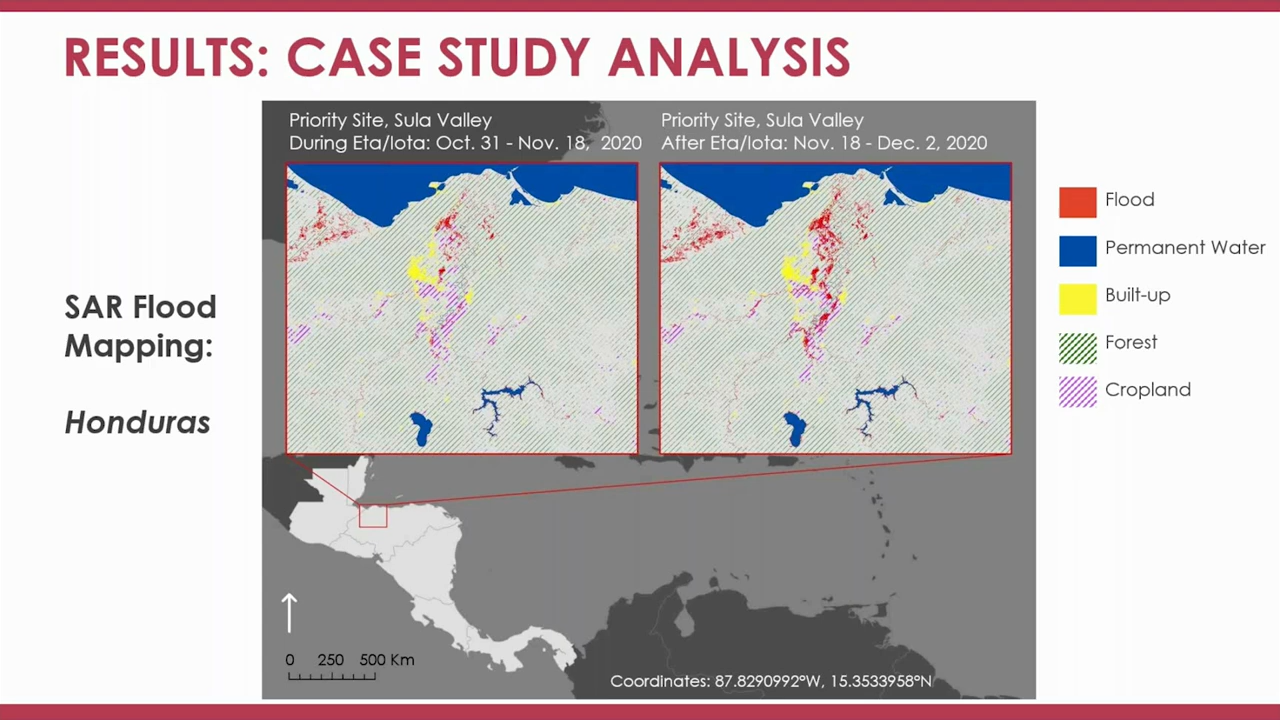 RESULTS: CASE STUDY ANALYSIS
SAR Flood
Mapping:
Honduras
Priority Site, Sula Valley
During Eta/Iota: Oct. 31 - Nov. 18, 2020
Priority Site, Sula Valley
After Eta/Iota: Nov. 18 - Dec. 2, 2020
Flood
Permanent Water
Built-up
Forest
Cropland
0 250 500 Km
Coordinates: 87.8290992°W, 15.3533958°N